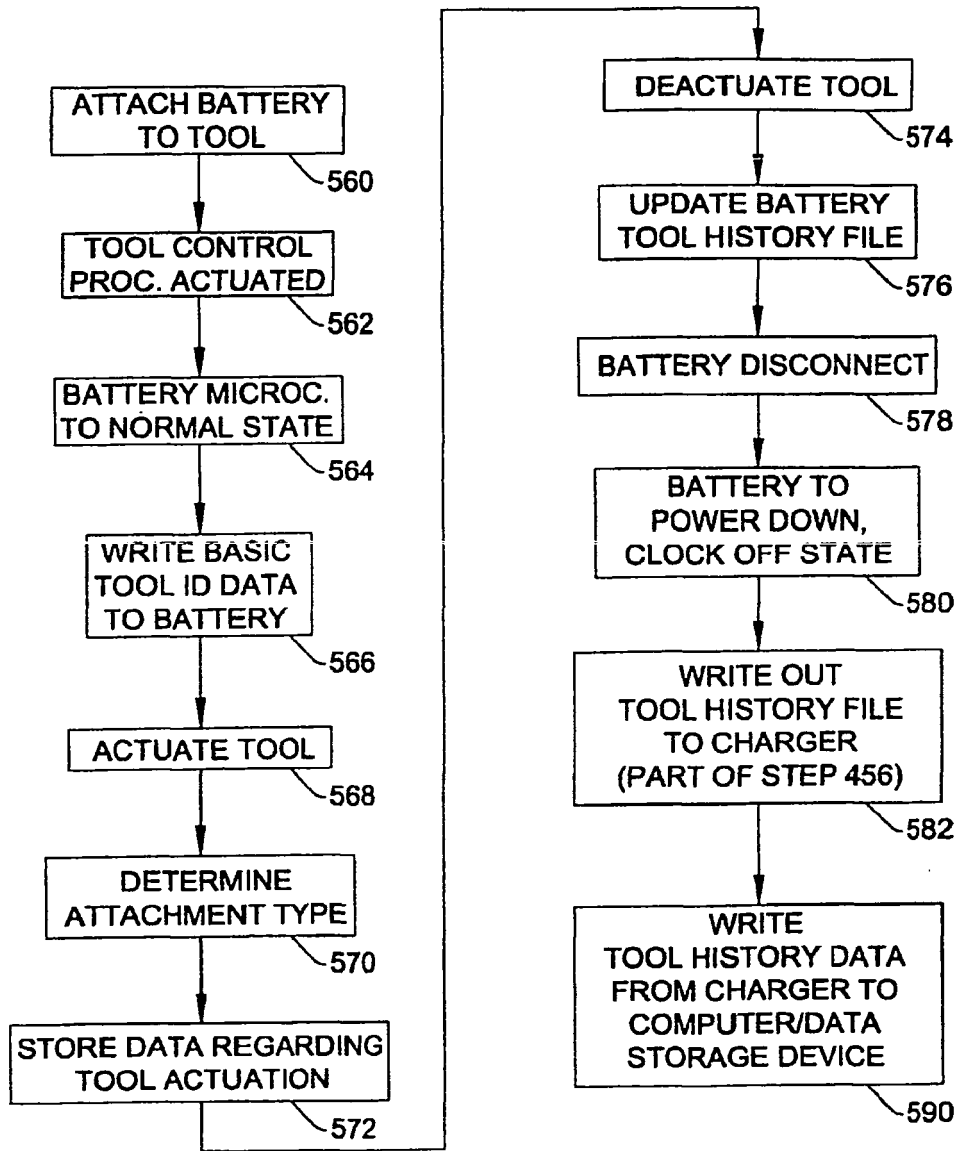 ATTACH BATTERY
TO TOOL
560
TOOL CONTROL
PROC. ACTUATED
562
BATTERY MICROC.
TO NORMAL STATE
564
WRITE BASIC
TOOL ID DATA
TO BATTERY
566
ACTUATE TOOL
568
DETERMINE
ATTACHMENT TYPE
570
STORE DATA REGARDING
TOOL ACTUATION
572
DEACTUATE TOOL
574
UPDATE BATTERY
TOOL HISTORY FILE
576
BATTERY DISCONNECT
578
BATTERY TO
POWER DOWN,
CLOCK OFF STATE
580
WRITE OUT
TOOL HISTORY FILE
TO CHARGER
(PART OF STEP 456)
582
WRITE
TOOL HISTORY DATA
FROM CHARGER TO
COMPUTER/DATA
STORAGE DEVICE
590